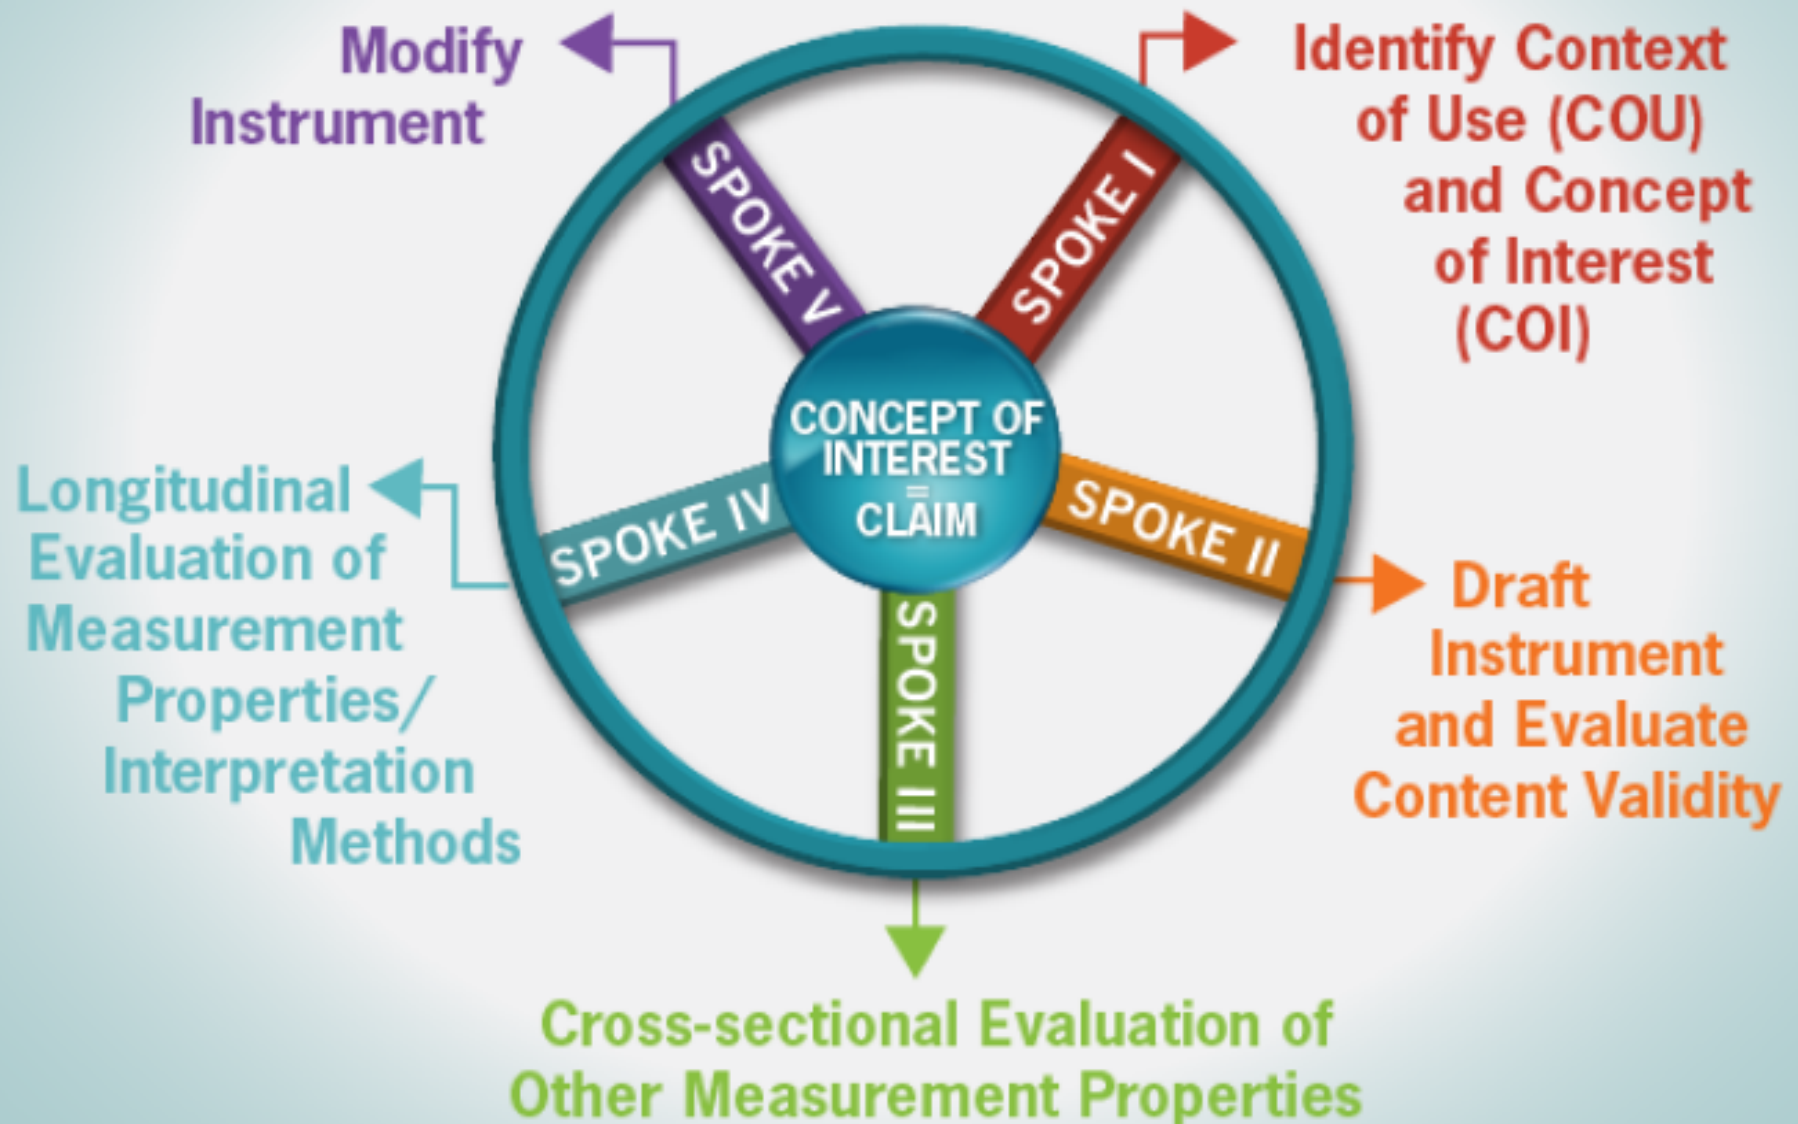 Modify
Instrument
Identify Context
of Use (COU)
and Concept
of Interest
(COI)
SPOKE V
SPOKE I
CONCEPT OF
INTEREST
=
CLAIM
SPOKE IV
SPOKE II
SPOKE III
Longitudinal
Evaluation of
Measurement
Properties/
Interpretation
Methods
Draft
Instrument
and Evaluate
Content Validity
Cross-sectional Evaluation of
Other Measurement Properties